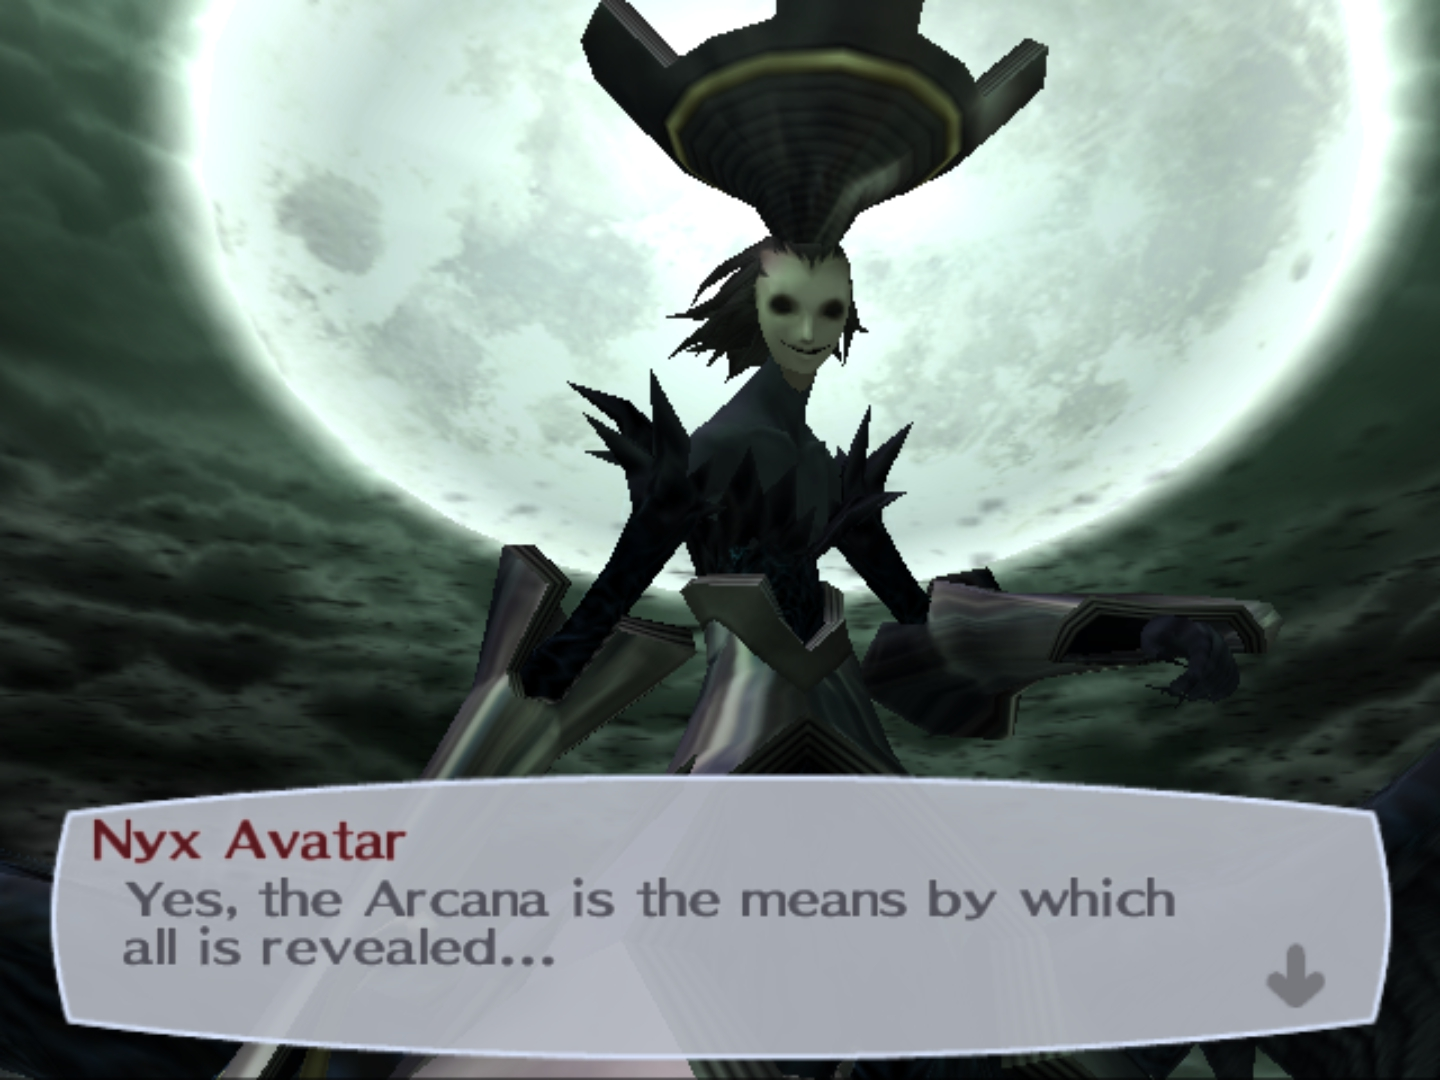 Nyx Avatar
Yes, the Arcana is the means by which
all is revealed...